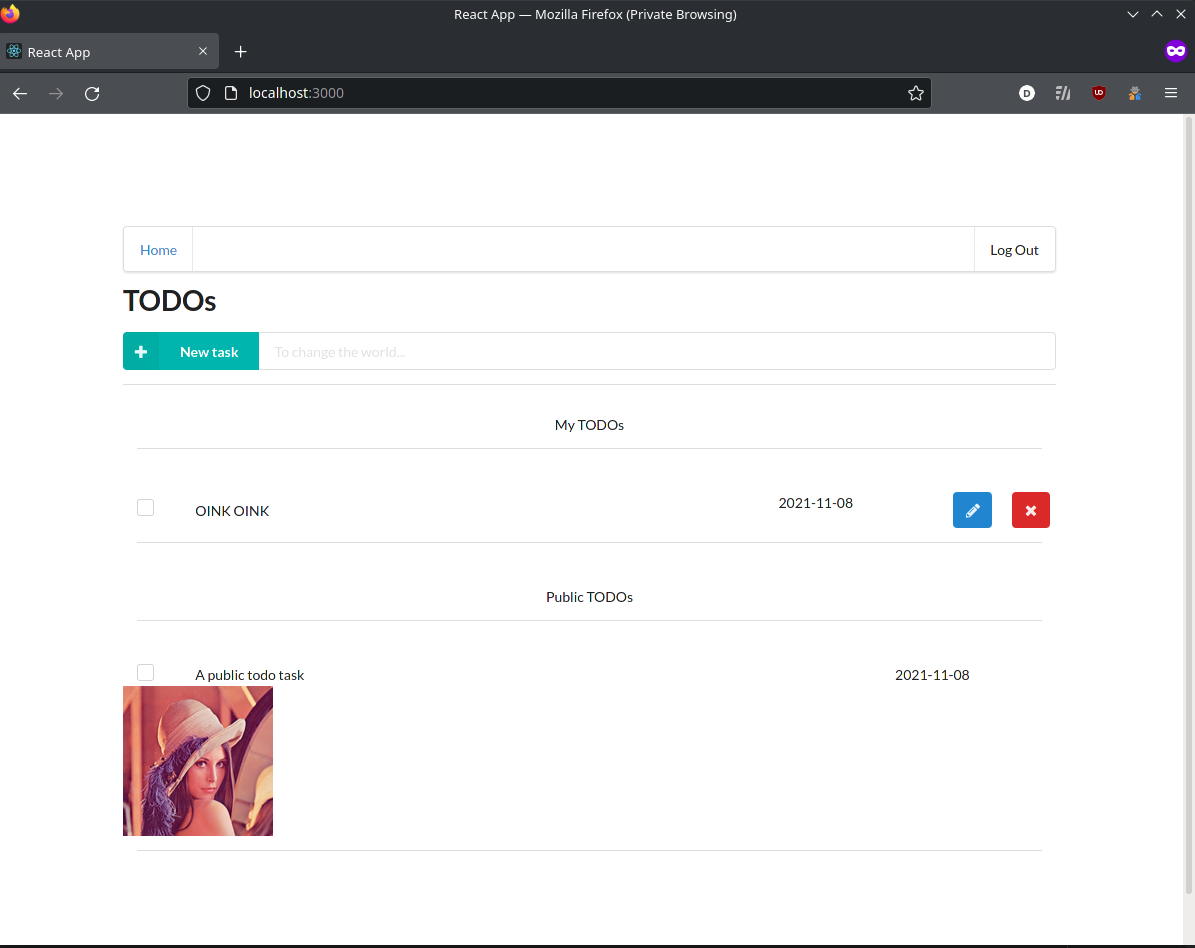 React App — Mozilla Firefox (Private Browsing)
React App
localhost:3000
D
UD
Home
Log Out
TODOs
New task
To change the world...
My TODOs
OINK OINK
2021-11-08
Public TODOs
A public todo task
2021-11-08